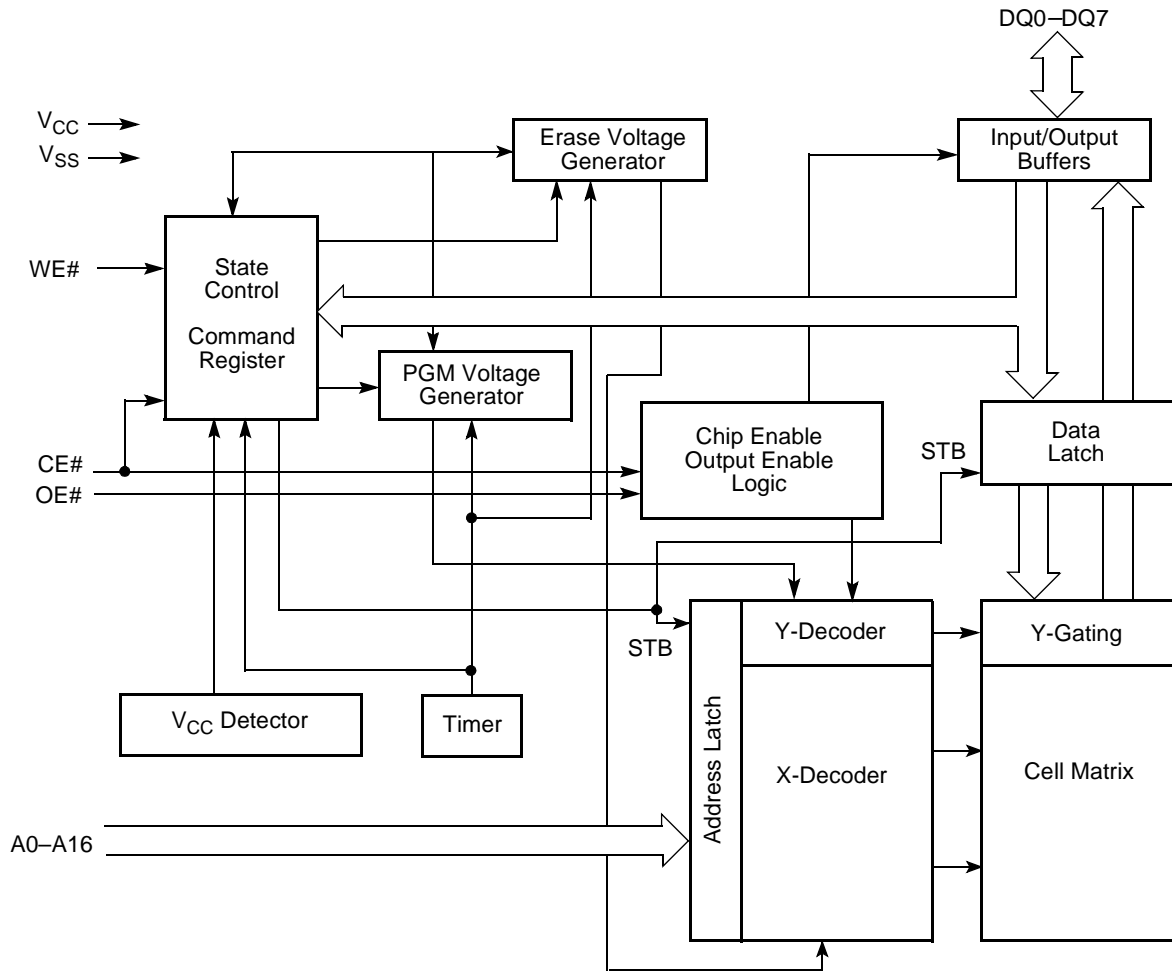 DQ0–DQ7
VCC
VSS
Erase Voltage
Generator
Input/Output
Buffers
WE#
State
Control
Command
Register
PGM Voltage
Generator
Chip Enable
Output Enable
Logic
STB
Data
Latch
CE#
OE#
STB
Address Latch
Y-Decoder
Y-Gating
VCC Detector
Timer
X-Decoder
Cell Matrix
A0–A16